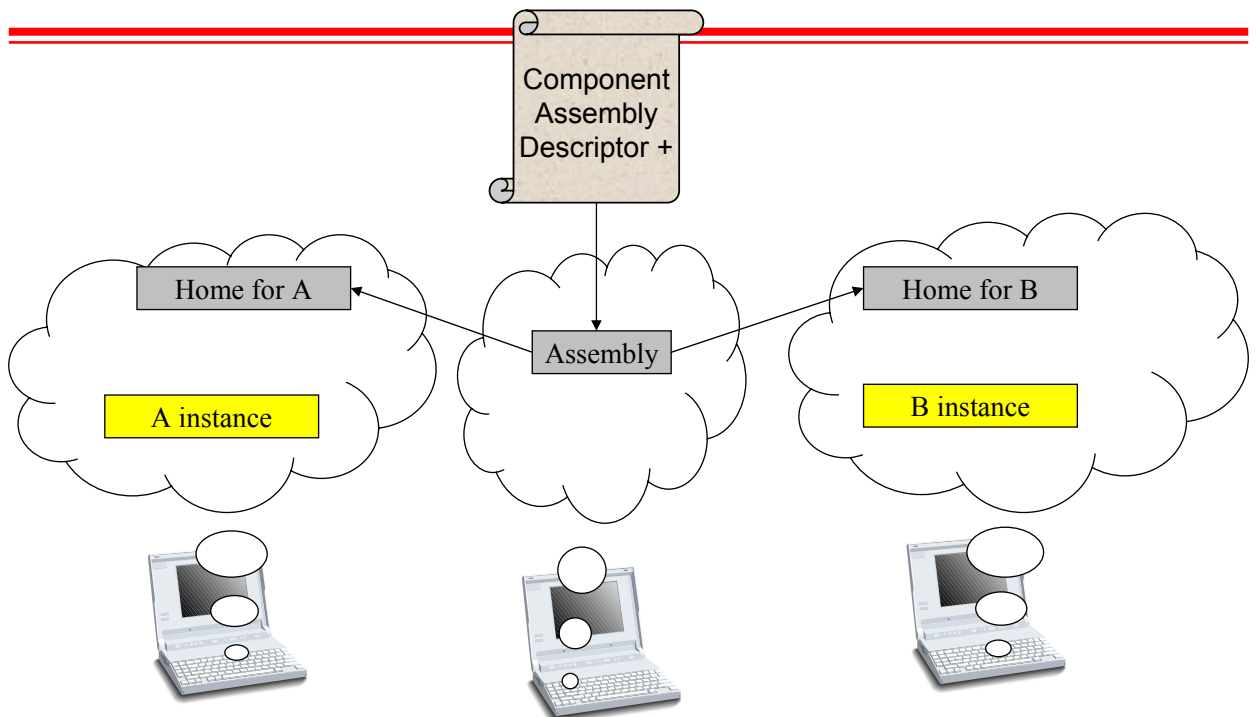 Component
Assembly
Descriptor +
Home for A
Home for B
Assembly
A instance
B instance